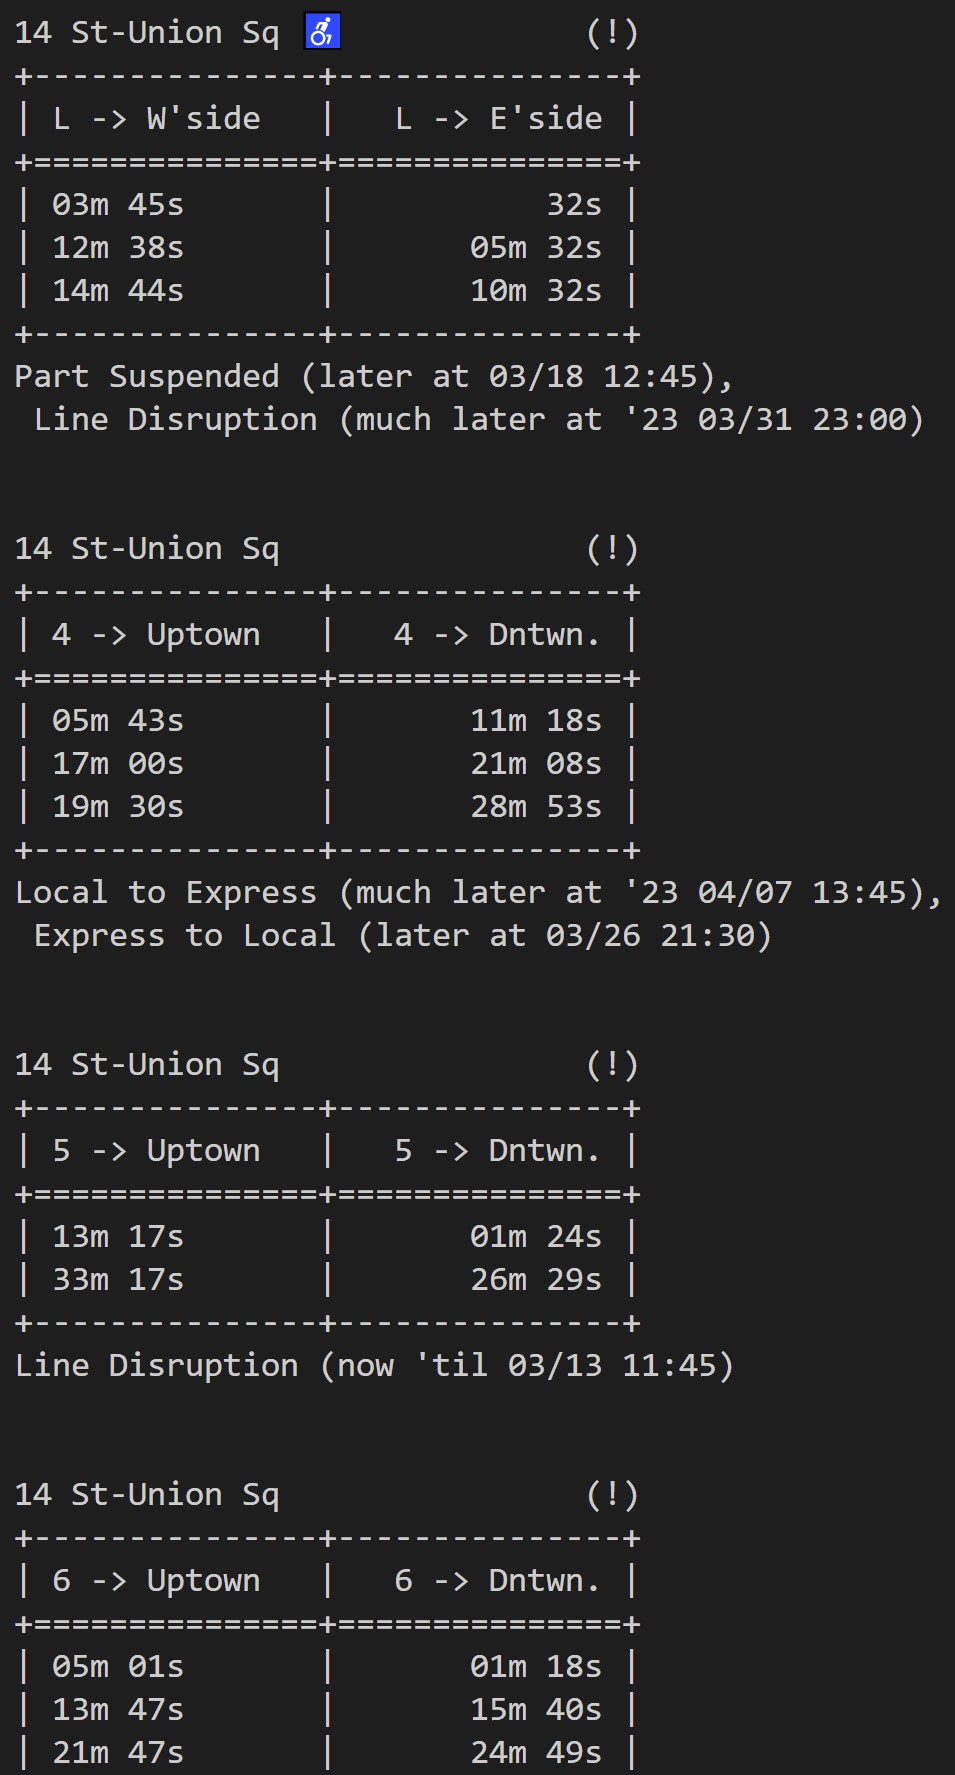 14 St-Union Sq ♿                (!)
+---------------+---------------+
| L -> W'side   |   L -> E'side |
+===============+===============+
| 03m 45s       |           32s |
| 12m 38s       |       05m 32s |
| 14m 44s       |       10m 32s |
+---------------+---------------+
Part Suspended (later at 03/18 12:45),
 Line Disruption (much later at '23 03/31 23:00)
14 St-Union Sq                (!)
+---------------+---------------+
| 4 -> Uptown   |   4 -> Dntwn. |
+===============+===============+
| 05m 43s       |       11m 18s |
| 17m 00s       |       21m 08s |
| 19m 30s       |       28m 53s |
+---------------+---------------+
Local to Express (much later at '23 04/07 13:45),
 Express to Local (later at 03/26 21:30)
14 St-Union Sq                (!)
+---------------+---------------+
| 5 -> Uptown   |   5 -> Dntwn. |
+===============+===============+
| 13m 17s       |       01m 24s |
| 33m 17s       |       26m 29s |
+---------------+---------------+
Line Disruption (now 'til 03/13 11:45)
14 St-Union Sq                (!)
+---------------+---------------+
| 6 -> Uptown   |   6 -> Dntwn. |
+===============+===============+
| 05m 01s       |       01m 18s |
| 13m 47s       |       15m 40s |
| 21m 47s       |       24m 49s |